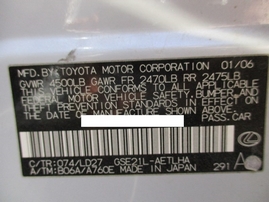 MFD. BY: TOYOTA MOTOR CORPORATION 01/06
GVWR 4500LB GAWR FR 2470LB RR 2475LB
THIS VEHICLE CONFORMS TO ALL APPLICABLE
FEDERAL MOTOR VEHICLE SAFETY, BUMPER, AND
THEFT PREVENTION STANDARDS IN EFFECT ON
THE DATE OF MANUFACTURE SHOWN ABOVE.
PASS. CAR
C/TR: 074/LD27 GSE21L-AETLHA
A/TM: B06A/A760E MADE IN JAPAN 291 A